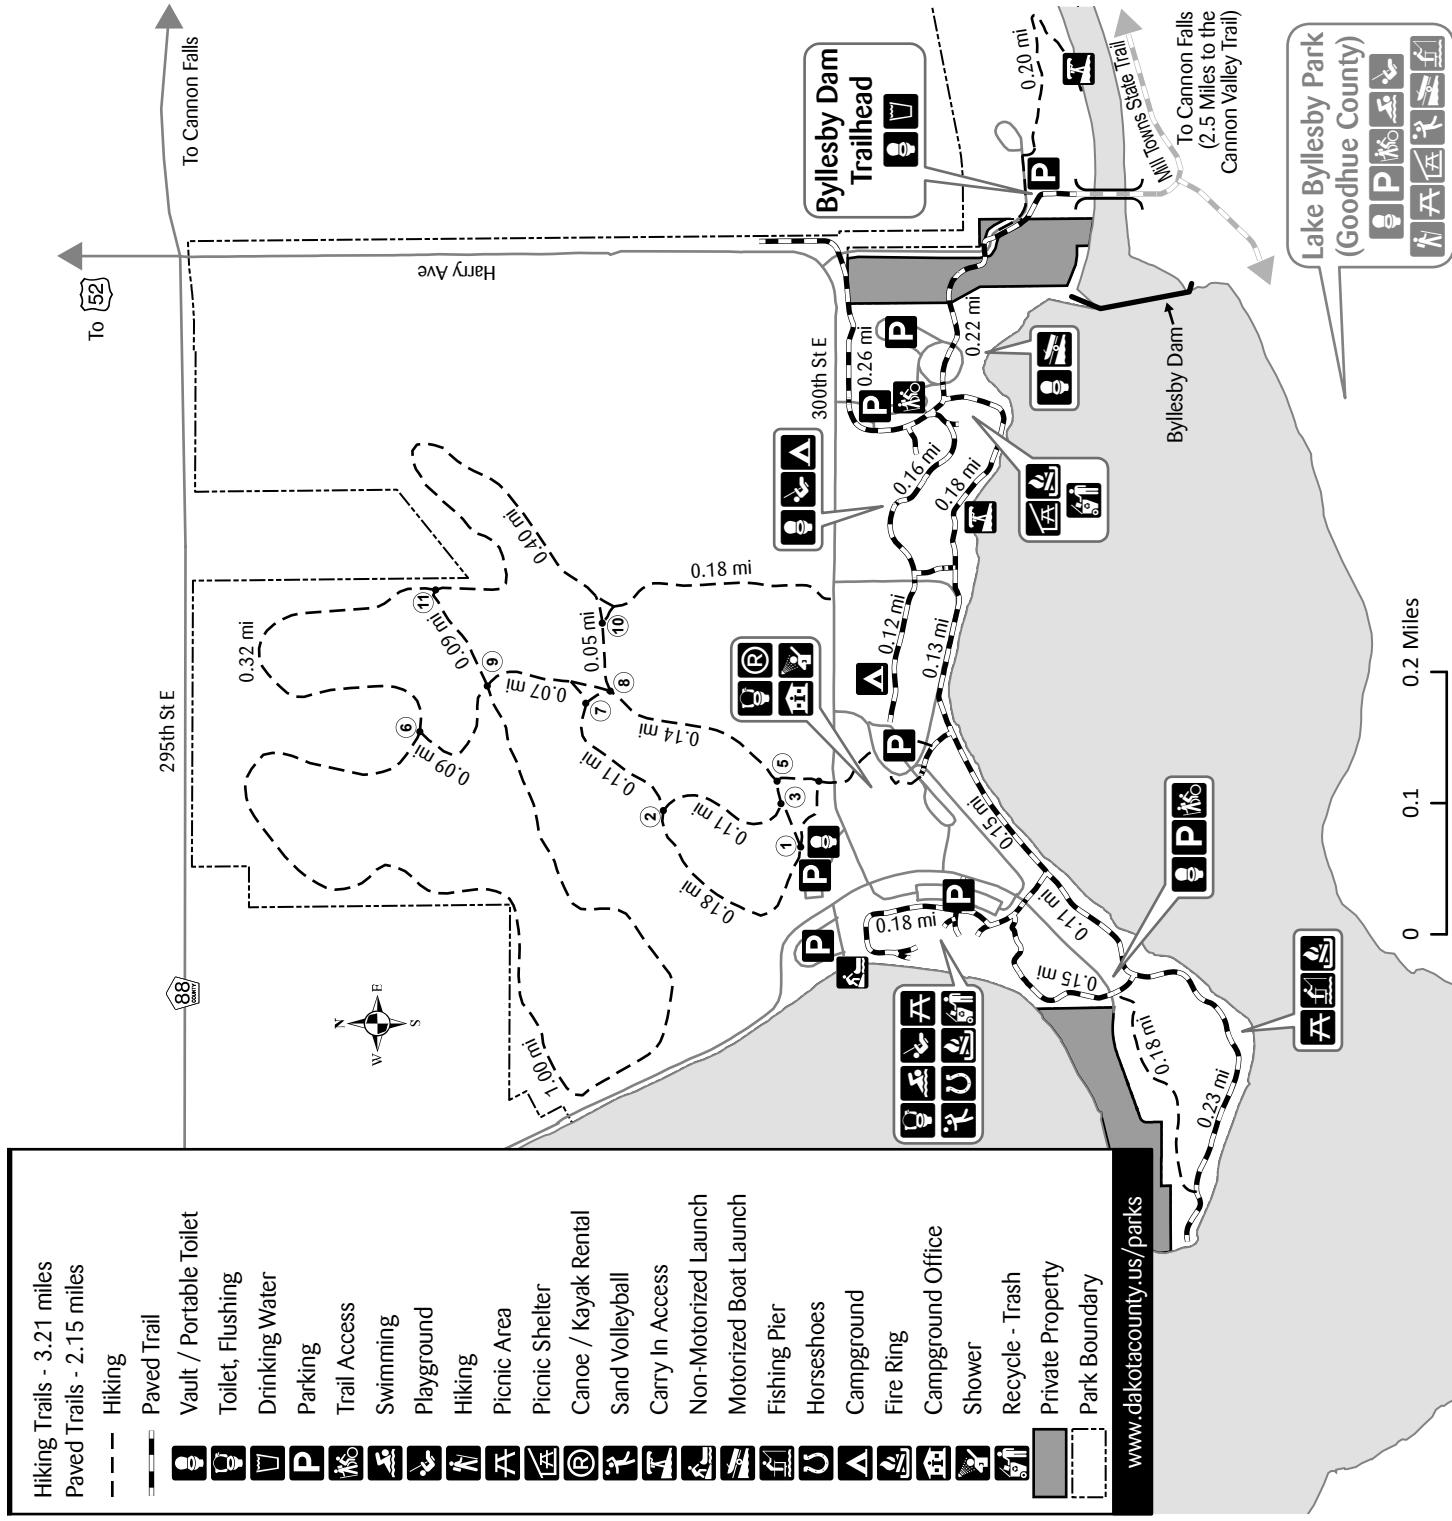 Hiking Trails - 3.21 miles
Paved Trails - 2.15 miles
Hiking
Paved Trail
Vault / Portable Toilet
Toilet, Flushing
Drinking Water
P Parking
Trail Access
Swimming
Playground
Hiking
Picnic Area
Picnic Shelter
R Canoe / Kayak Rental
Sand Volleyball
Carry In Access
Non-Motorized Launch
Motorized Boat Launch
Fishing Pier
Horseshoes
Campground
Fire Ring
Campground Office
Shower
Recycle - Trash
Private Property
Park Boundary
www.dakotacounty.us/parks
88
COUNTY
295th St E
To 52
To Cannon Falls
Harry Ave
300th St E
N
W
E
S
1.00 mi
0.32 mi
0.09 mi
0.09 mi
0.40 mi
0.07 mi
0.05 mi
0.18 mi
0.14 mi
0.11 mi
0.11 mi
0.18 mi
1
2
3
5
6
7
8
9
10
11
P
P
P
P
P
P
P
R
0.26 mi
0.22 mi
0.16 mi
0.18 mi
0.12 mi
0.13 mi
0.15 mi
0.11 mi
0.15 mi
0.18 mi
0.18 mi
0.23 mi
P
0.20 mi
Byllesby Dam
Trailhead
Mill Towns State Trail
To Cannon Falls
(2.5 Miles to the
Cannon Valley Trail)
Byllesby Dam
Lake Byllesby Park
(Goodhue County)
P
0
0.1
0.2 Miles